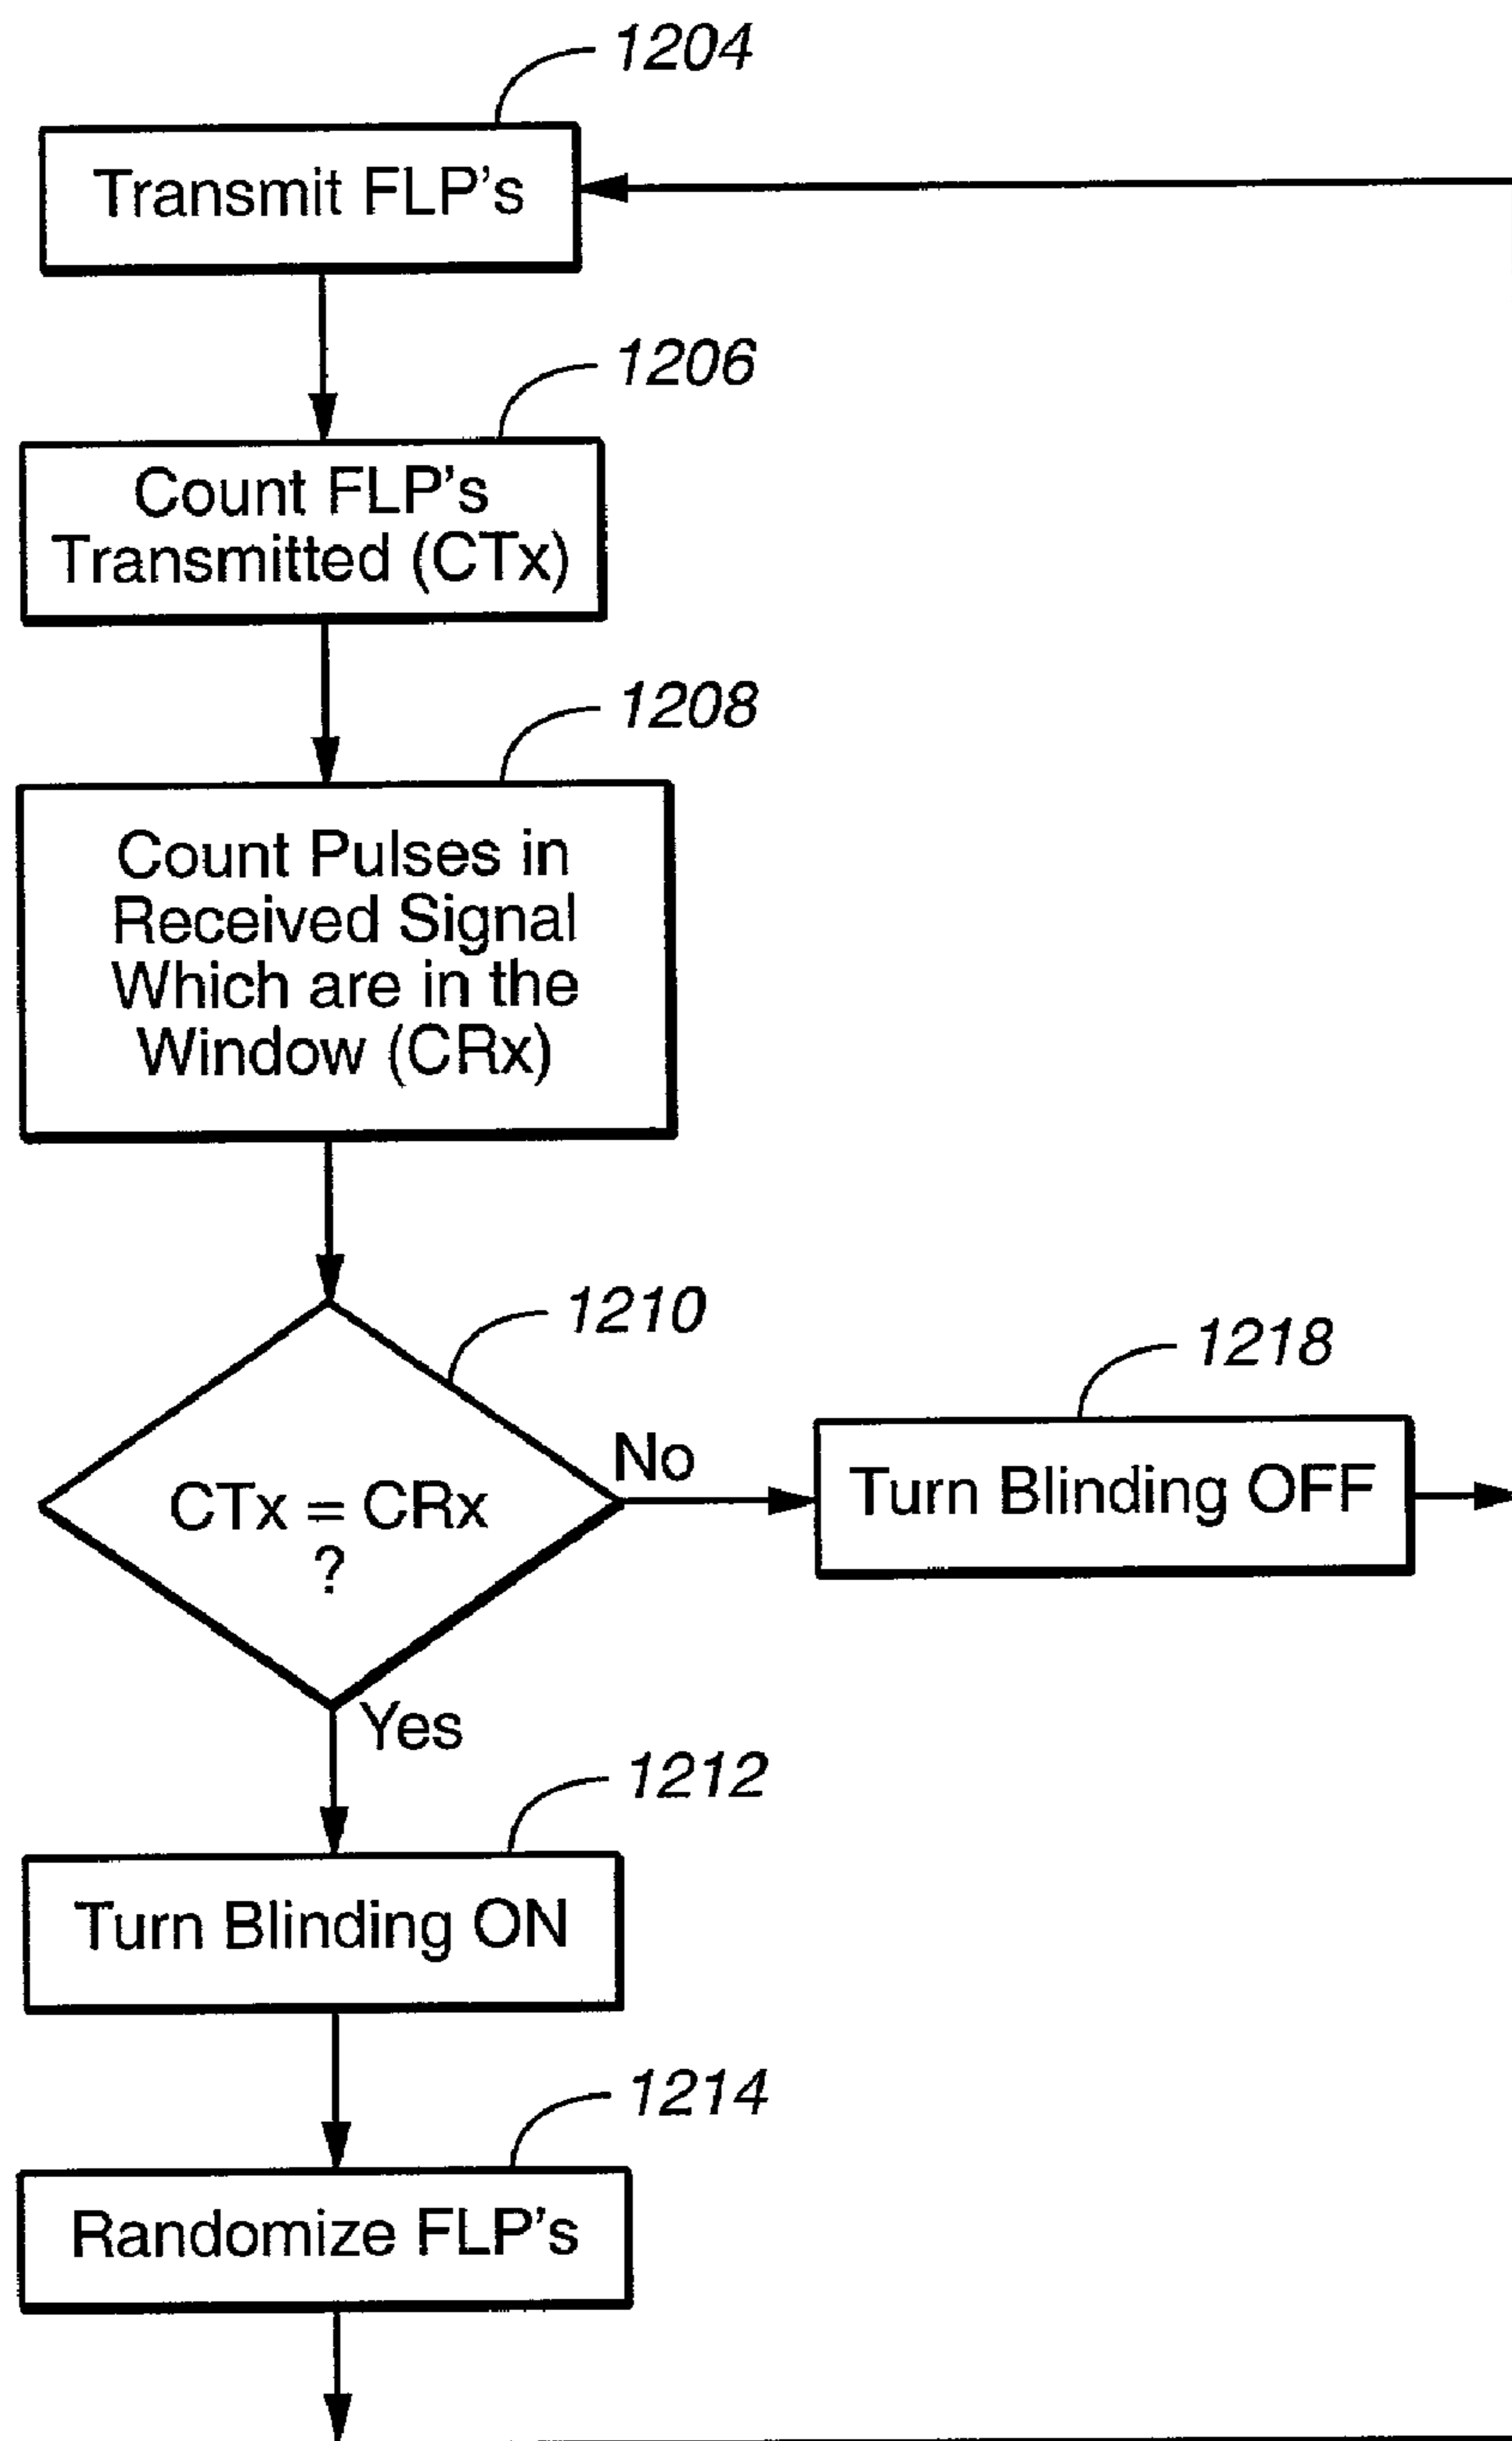 1204
Transmit FLP's
1206
Count FLP's
Transmitted (CTx)
1208
Count Pulses in
Received Signal
Which are in the
Window (CRx)
1210
CTx = CRx
?
No
1218
Turn Blinding OFF
Yes
1212
Turn Blinding ON
1214
Randomize FLP's